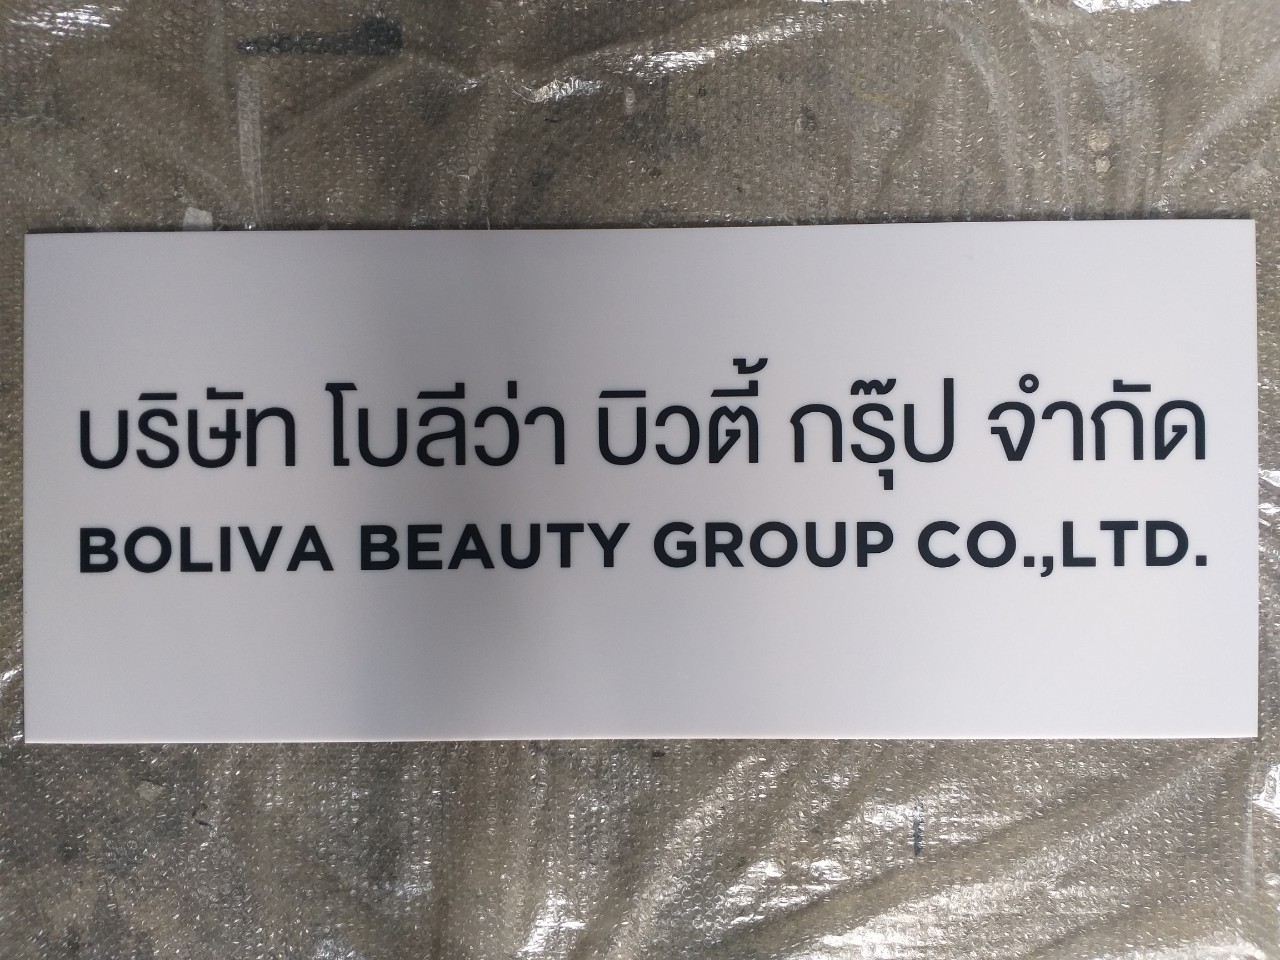 บริษัท โบลีว่า บิวตี้ กรุ๊ป จำกัด
BOLIVA BEAUTY GROUP CO.,LTD.